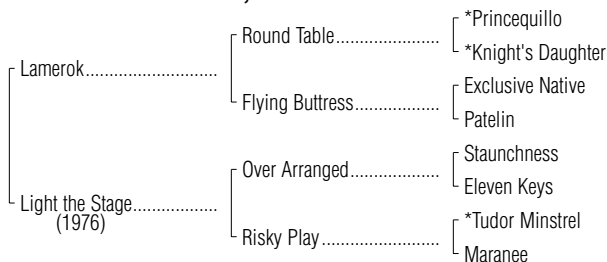 *Princequillo
Round Table
*Knight's Daughter
Lamerok
Exclusive Native
Flying Buttress
Patelin
Staunchness
Over Arranged
Eleven Keys
Light the Stage
(1976)
*Tudor Minstrel
Risky Play
Maranee